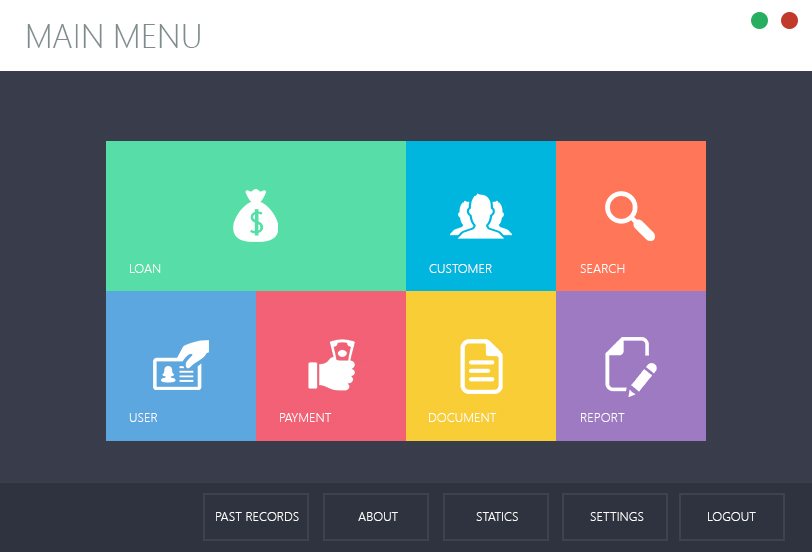 MAIN MENU
$
LOAN
CUSTOMER
SEARCH
USER
PAYMENT
DOCUMENT
REPORT
PAST RECORDS
ABOUT
STATICS
SETTINGS
LOGOUT